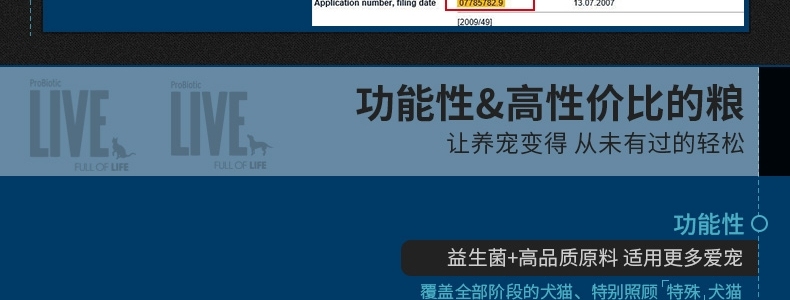 Application number, filing date 07785782.9 13.07.2007
[2009/49]
ProBiotic ProBiotic
LIVE LIVE
FULL OF LIFE FULL OF LIFE
功能性&高性价比的粮
让养宠变得 从未有过的轻松
功能性
益生菌+高品质原料 适用更多爱宠
覆盖全部阶段的犬猫、特别照顾「特殊」犬猫